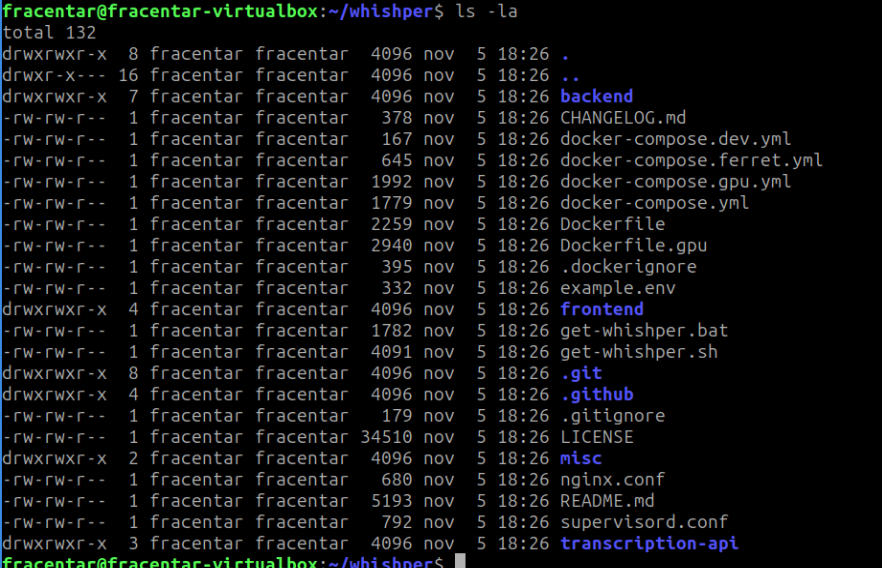 fracentar@fracentar-virtualbox:~/whishper$ ls -la
total 132
drwxrwxr-x  8 fracentar fracentar  4096 nov  5 18:26 .
drwxr-x--- 16 fracentar fracentar  4096 nov  5 18:26 ..
drwxrwxr-x  7 fracentar fracentar  4096 nov  5 18:26 backend
-rw-rw-r--  1 fracentar fracentar   378 nov  5 18:26 CHANGELOG.md
-rw-rw-r--  1 fracentar fracentar   167 nov  5 18:26 docker-compose.dev.yml
-rw-rw-r--  1 fracentar fracentar   645 nov  5 18:26 docker-compose.ferret.yml
-rw-rw-r--  1 fracentar fracentar  1992 nov  5 18:26 docker-compose.gpu.yml
-rw-rw-r--  1 fracentar fracentar  1779 nov  5 18:26 docker-compose.yml
-rw-rw-r--  1 fracentar fracentar  2259 nov  5 18:26 Dockerfile
-rw-rw-r--  1 fracentar fracentar  2940 nov  5 18:26 Dockerfile.gpu
-rw-rw-r--  1 fracentar fracentar   395 nov  5 18:26 .dockerignore
-rw-rw-r--  1 fracentar fracentar   332 nov  5 18:26 example.env
drwxrwxr-x  4 fracentar fracentar  4096 nov  5 18:26 frontend
-rw-rw-r--  1 fracentar fracentar  1782 nov  5 18:26 get-whishper.bat
-rw-rw-r--  1 fracentar fracentar  4091 nov  5 18:26 get-whishper.sh
drwxrwxr-x  8 fracentar fracentar  4096 nov  5 18:26 .git
drwxrwxr-x  4 fracentar fracentar  4096 nov  5 18:26 .github
-rw-rw-r--  1 fracentar fracentar   179 nov  5 18:26 .gitignore
-rw-rw-r--  1 fracentar fracentar 34510 nov  5 18:26 LICENSE
drwxrwxr-x  2 fracentar fracentar  4096 nov  5 18:26 misc
-rw-rw-r--  1 fracentar fracentar   680 nov  5 18:26 nginx.conf
-rw-rw-r--  1 fracentar fracentar  5193 nov  5 18:26 README.md
-rw-rw-r--  1 fracentar fracentar   792 nov  5 18:26 supervisord.conf
drwxrwxr-x  3 fracentar fracentar  4096 nov  5 18:26 transcription-api
fracentar@fracentar-virtualbox:~/whishper$